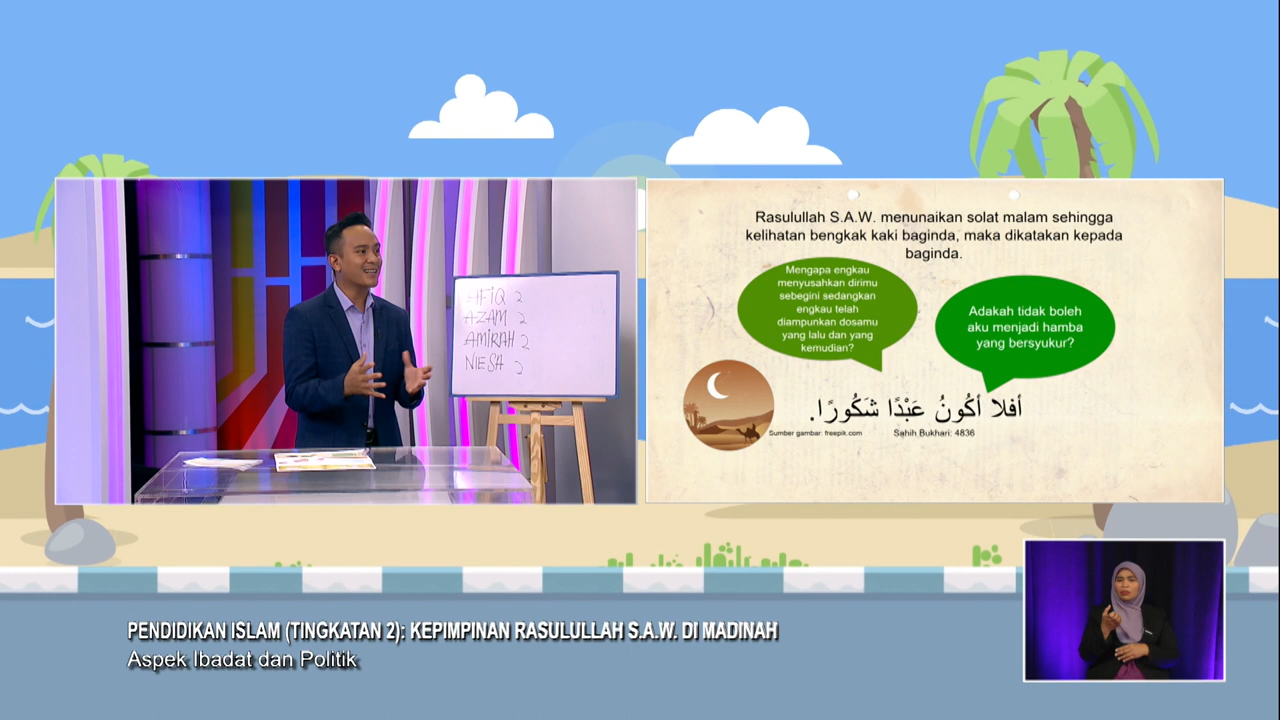 AFIQ 2
AZAM 2
AMIRAH 2
NIESA 2
Rasulullah S.A.W. menunaikan solat malam sehingga
kelihatan bengkak kaki baginda, maka dikatakan kepada
baginda.
Mengapa engkau
menyusahkan dirimu
sebegini sedangkan
engkau telah
diampunkan dosamu
yang lalu dan yang
kemudian?
Adakah tidak boleh
aku menjadi hamba
yang bersyukur?
أفلا أكُونُ عَبْدًا شَكُورًا.
Sumber gambar: freepik.com
Sahih Bukhari: 4836
PENDIDIKAN ISLAM (TINGKATAN 2): KEPIMPINAN RASULULLAH S.A.W. DI MADINAH
Aspek Ibadat dan Politik